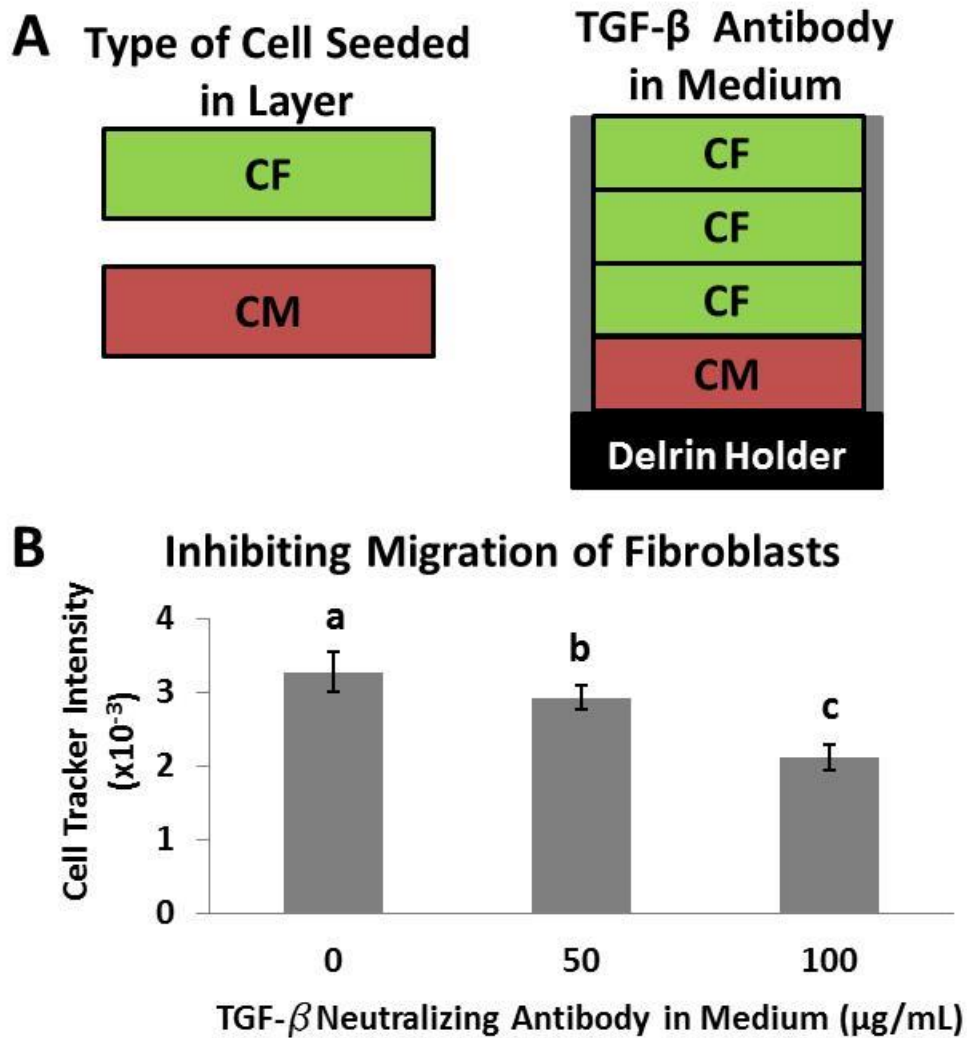 A
Type of Cell Seeded
in Layer
CF
CM
TGF-β Antibody
in Medium
CF
CF
CF
CM
Delrin Holder
B
Inhibiting Migration of Fibroblasts
Cell Tracker Intensity
(x10⁻³)
4
3
2
1
0
a
b
c
0 50 100
TGF-β Neutralizing Antibody in Medium (µg/mL)